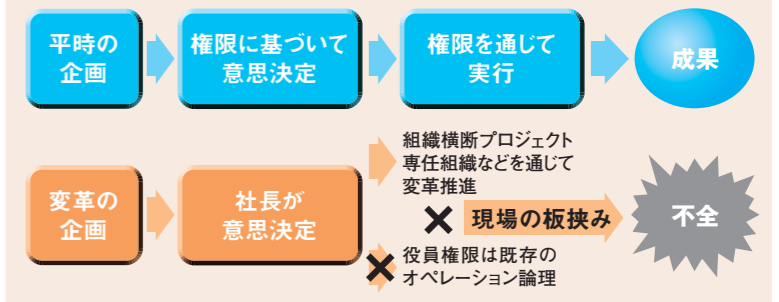 平時の
企画
権限に基づいて
意思決定
権限を通じて
実行
成果
変革の
企画
社長が
意思決定
組織横断プロジェクト
専任組織などを通じて
変革推進
現場の板挟み
不全
役員権限は既存の
オペレーション論理